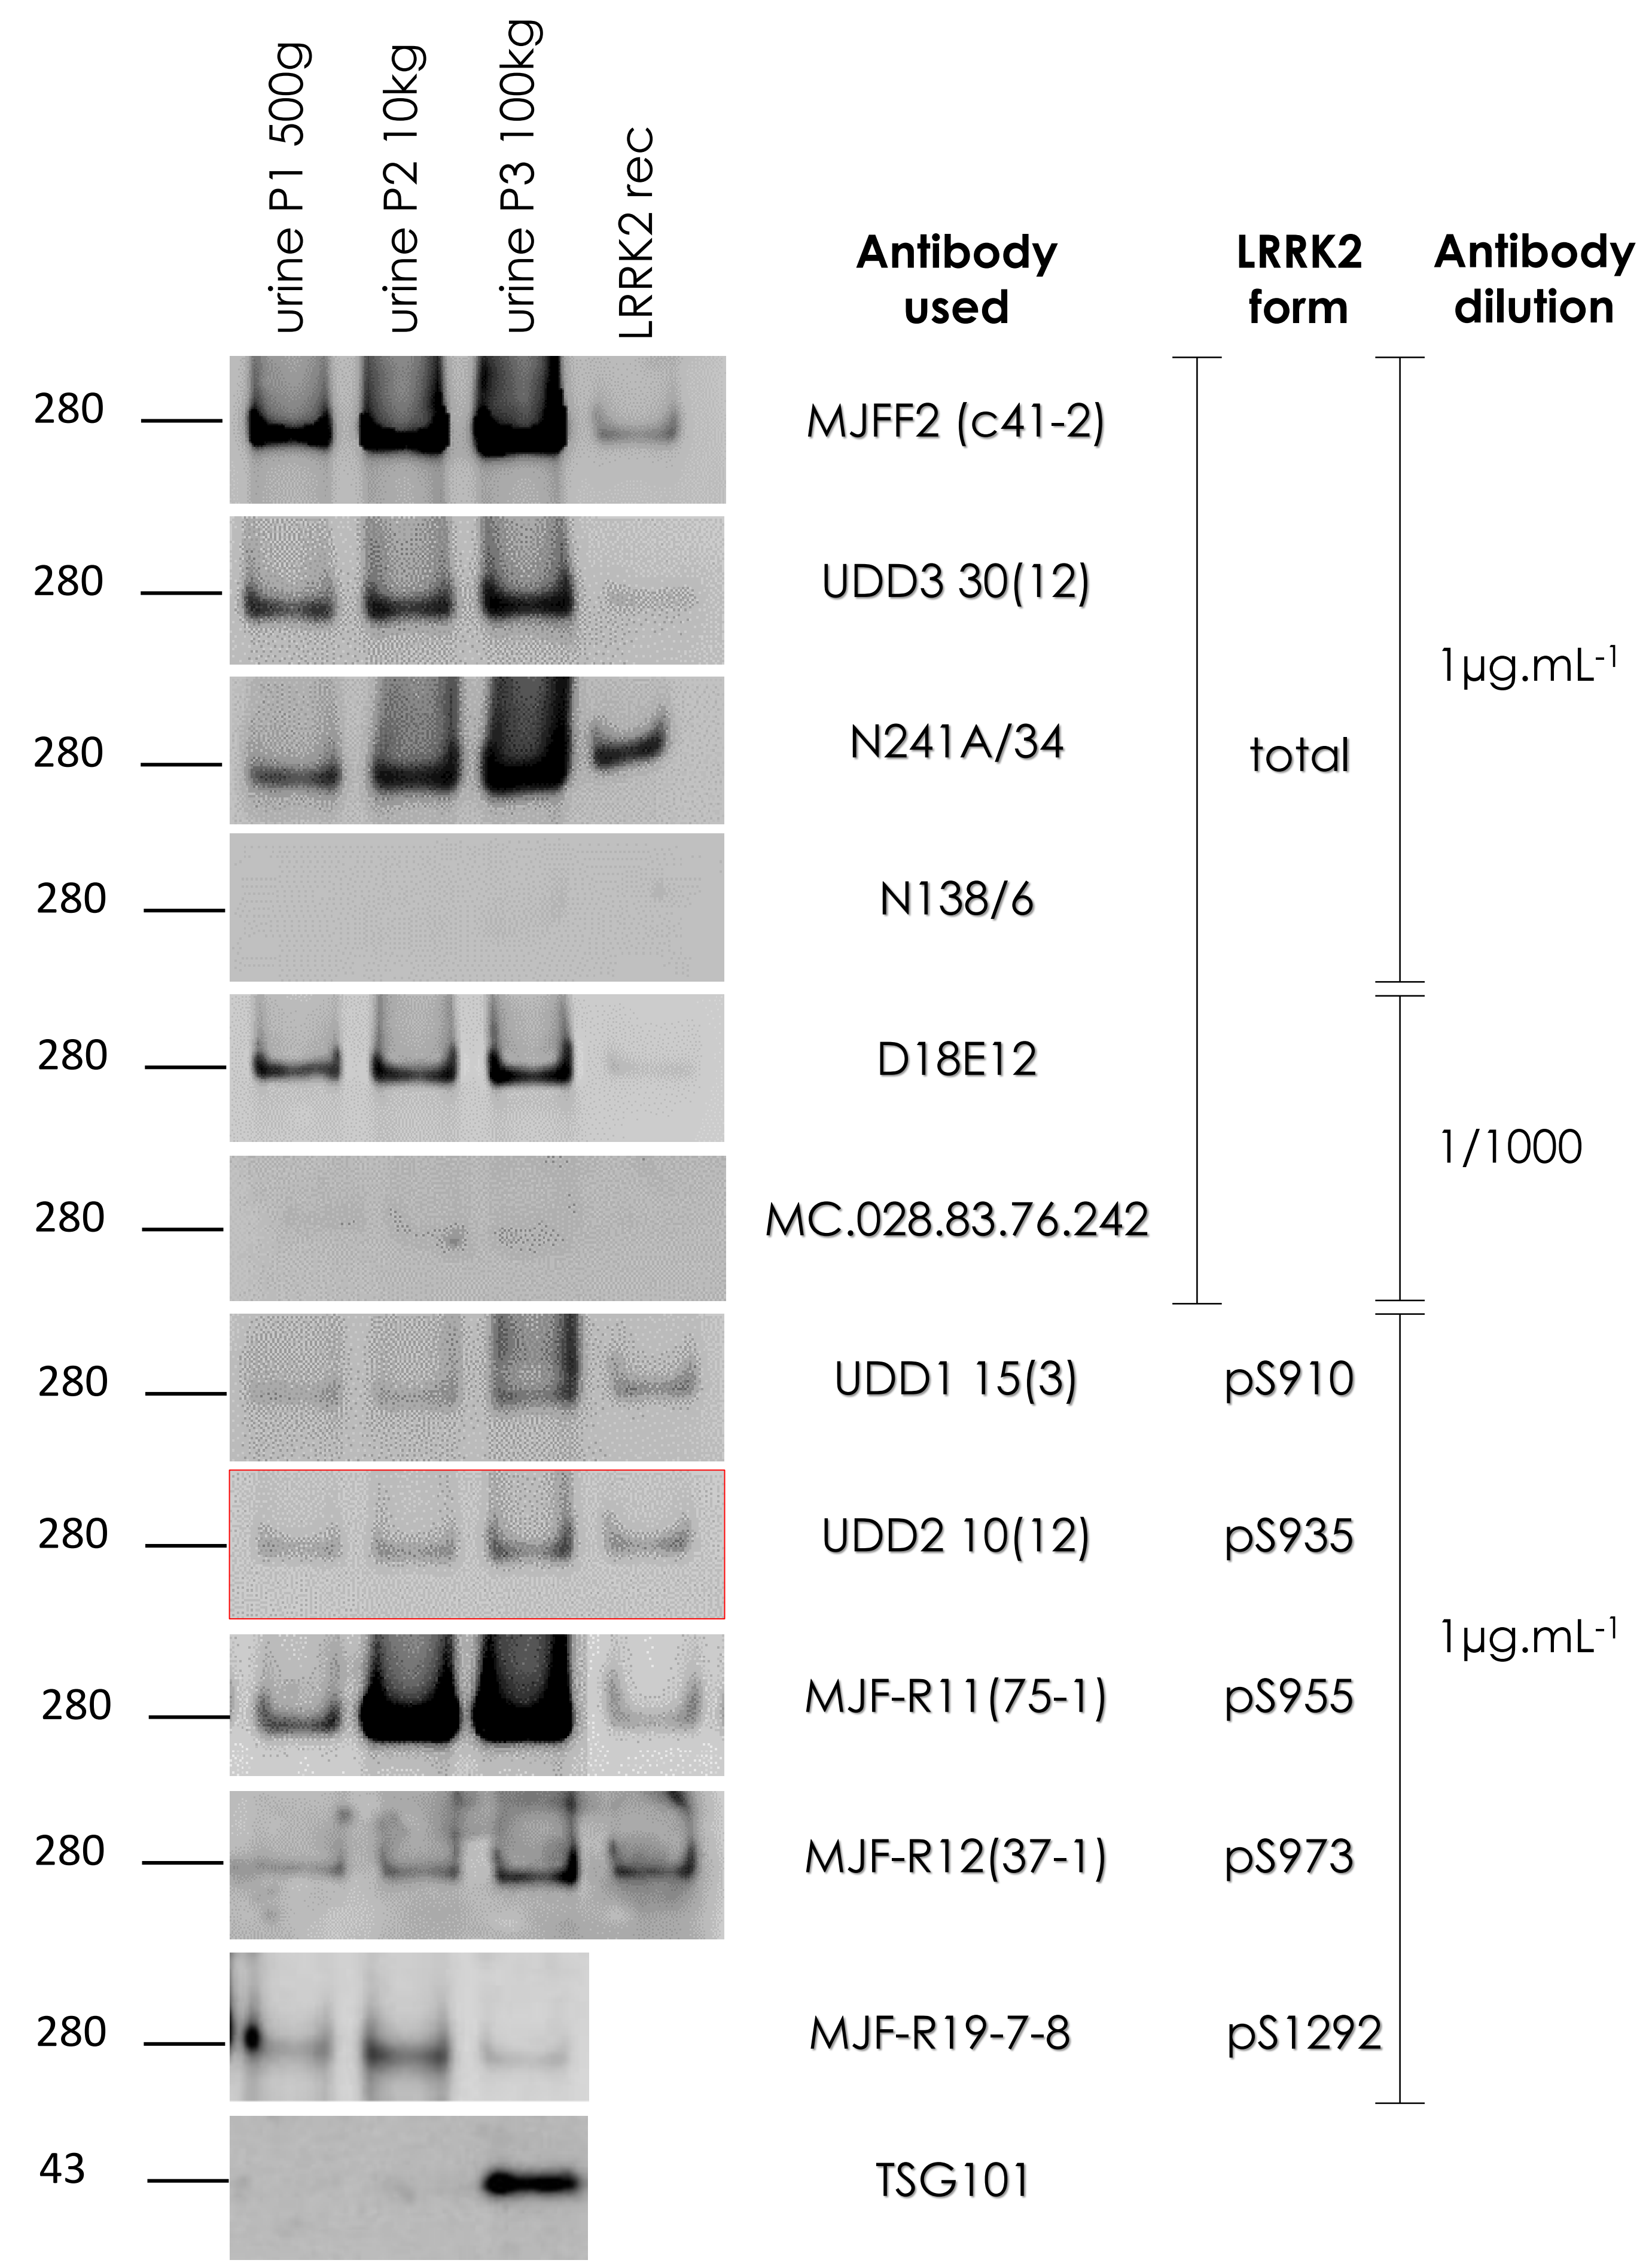 urine P1 500g
urine P2 10kg
urine P3 100kg
LRRK2 rec
Antibody used
LRRK2 form
Antibody dilution
280 MJFF2 (c41-2)
280 UDD3 30(12)
1µg.mL⁻¹
280 N241A/34 total
280 N138/6
280 D18E12
1/1000
280 MC.028.83.76.242
280 UDD1 15(3) pS910
280 UDD2 10(12) pS935
1µg.mL⁻¹
280 MJF-R11(75-1) pS955
280 MJF-R12(37-1) pS973
280 MJF-R19-7-8 pS1292
43 TSG101